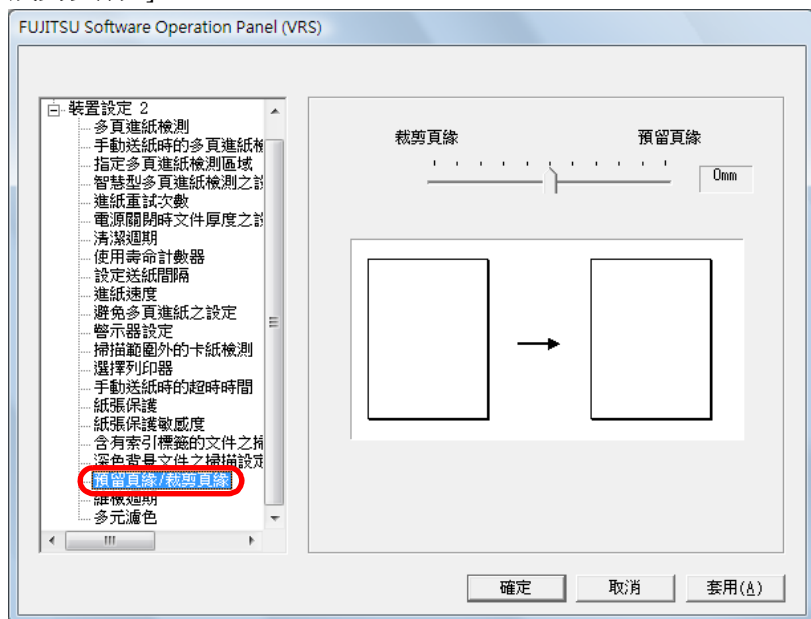 FUJITSU Software Operation Panel (VRS)
裝置設定 2
多頁進紙檢測
手動送紙時的多頁進紙檢
指定多頁進紙檢測區域
智慧型多頁進紙檢測之設
進紙重試次數
電源關閉時文件厚度之設
清潔週期
使用壽命計數器
設定送紙間隔
進紙速度
避免多頁進紙之設定
警示器設定
掃描範圍外的卡紙檢測
選擇列印器
手動送紙時的超時時間
紙張保護
紙張保護敏感度
含有索引標籤的文件之掃
深色背景文件之掃描設定
預留頁緣/裁剪頁緣
維檢週期
多元濾色
裁剪頁緣 預留頁緣
0mm
確定 取消 套用(A)